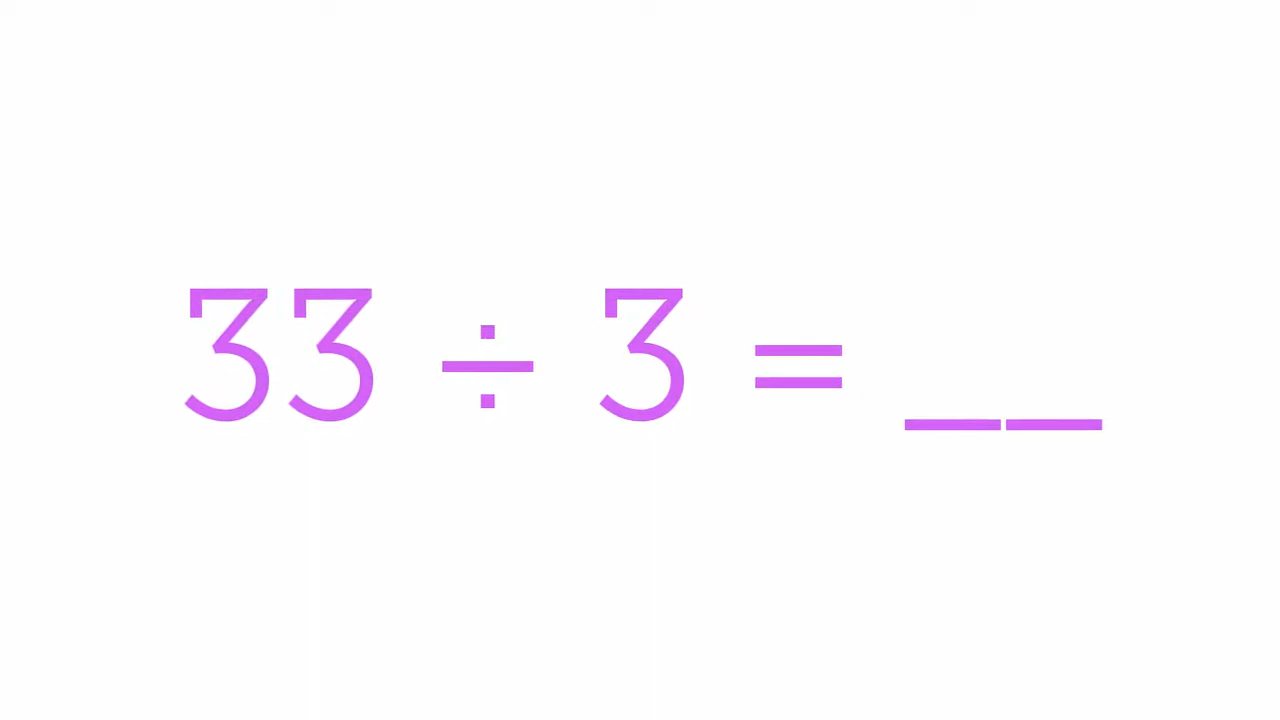 33 ÷ 3 = __